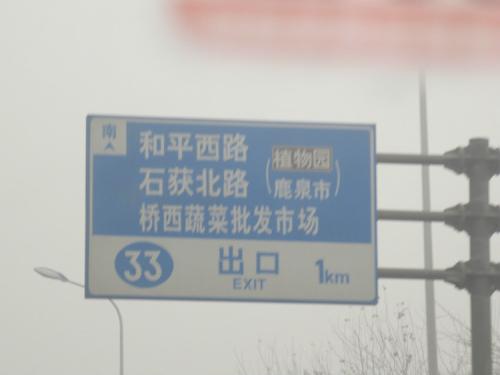 南
和平西路
石获北路
(植物园
鹿泉市)
桥西蔬菜批发市场
33 出口 1km
EXIT